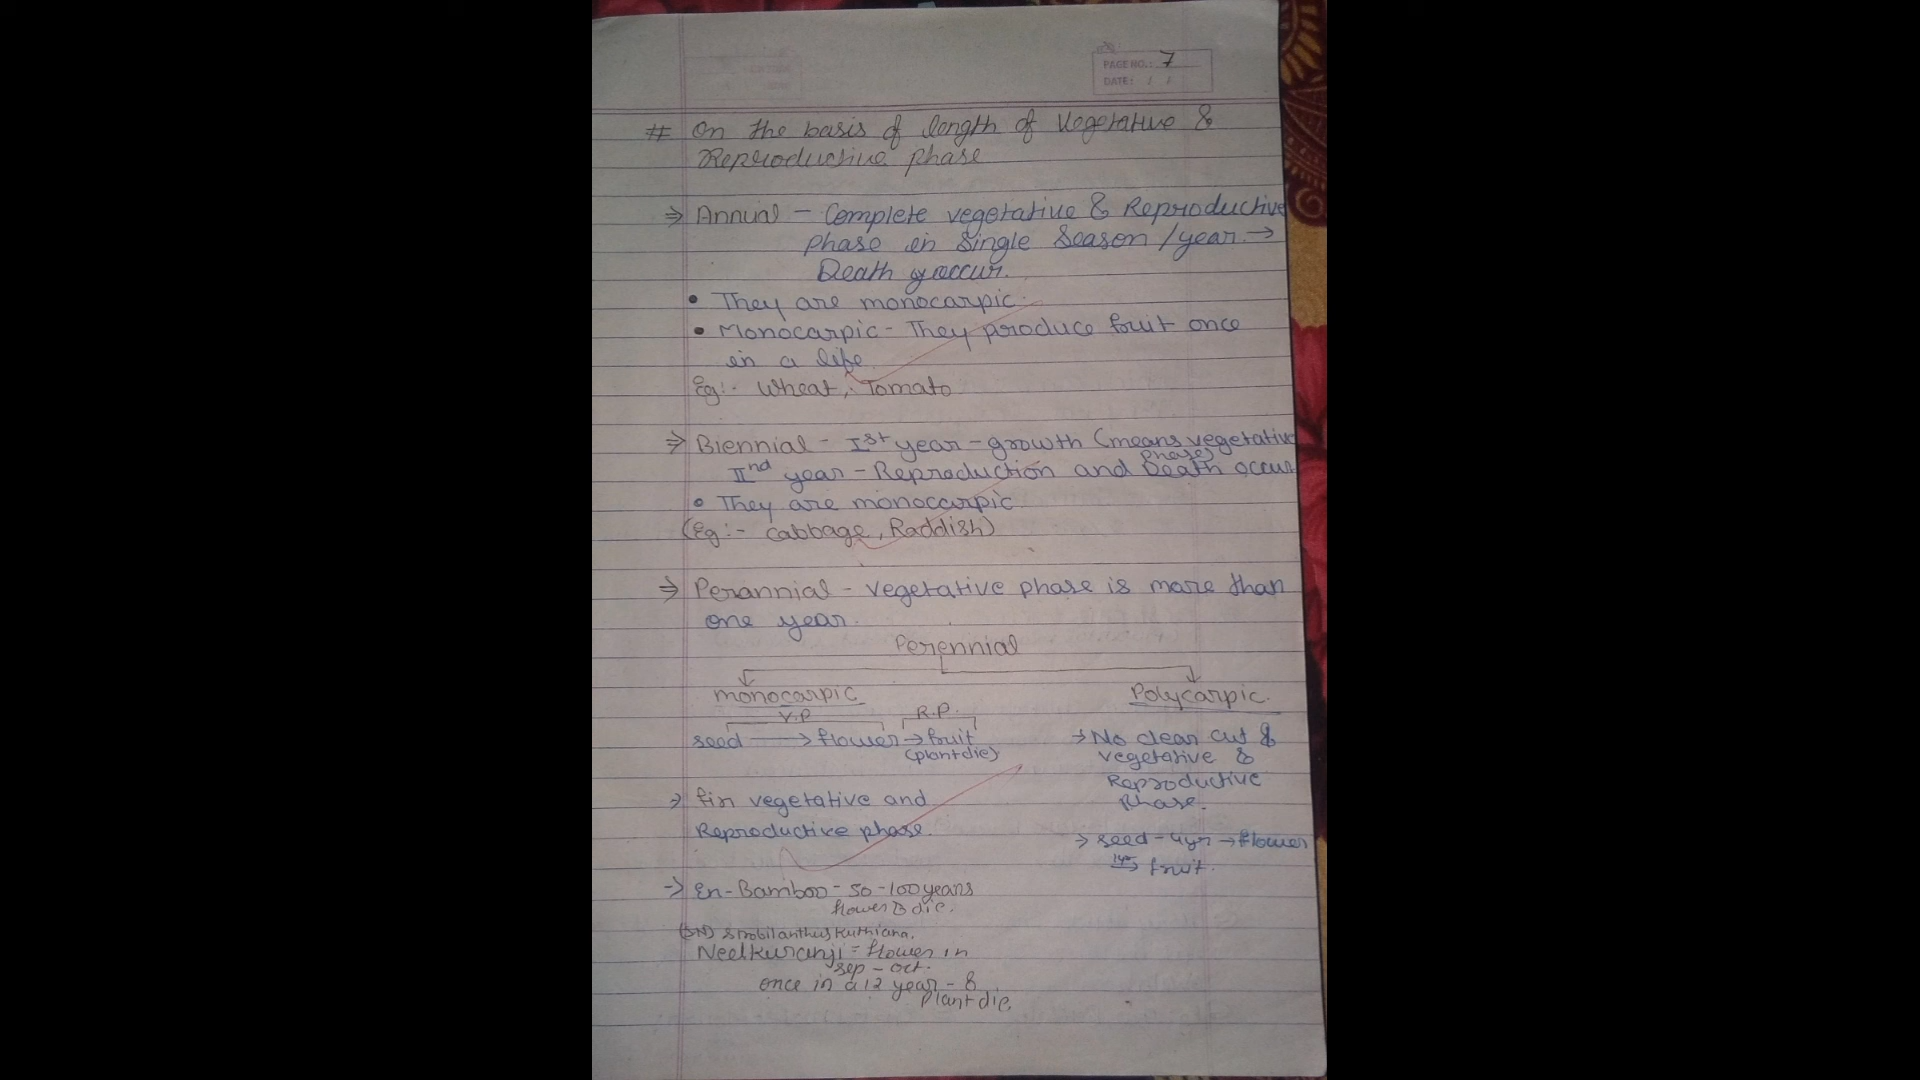 PAGE NO.: 7
DATE: / /
# On the basis of length of Vegetative &
Reproductive phase
⇒ Annual - Complete vegetative & Reproductive
phase in single season /year →
Death occur.
• They are monocarpic.
• Monocarpic - They produce fruit once
in a life.
Eg:- Wheat, Tomato
⇒ Biennial - Ist year - growth (means vegetative
phase)
IInd year - Reproduction and Death occur
• They are monocarpic
(Eg:- Cabbage, Raddish)
⇒ Perannial - Vegetative phase is more than
one year.
Perennial
monocarpic Polycarpic.
V.P R.P.
seed → flower → fruit
(plant die)
→ No clear cut &
vegetative &
Reproductive
Phase.
→ seed - 4yr → flower
1yr → fruit.
→ fin vegetative and
Reproductive phase.
→ En - Bamboo - 50 - 100 years
flower & die.
(SN) Strobilanthus Kuthiana.
Neelkuranji = flower in
sep - oct.
once in a 12 year - &
Plant die.